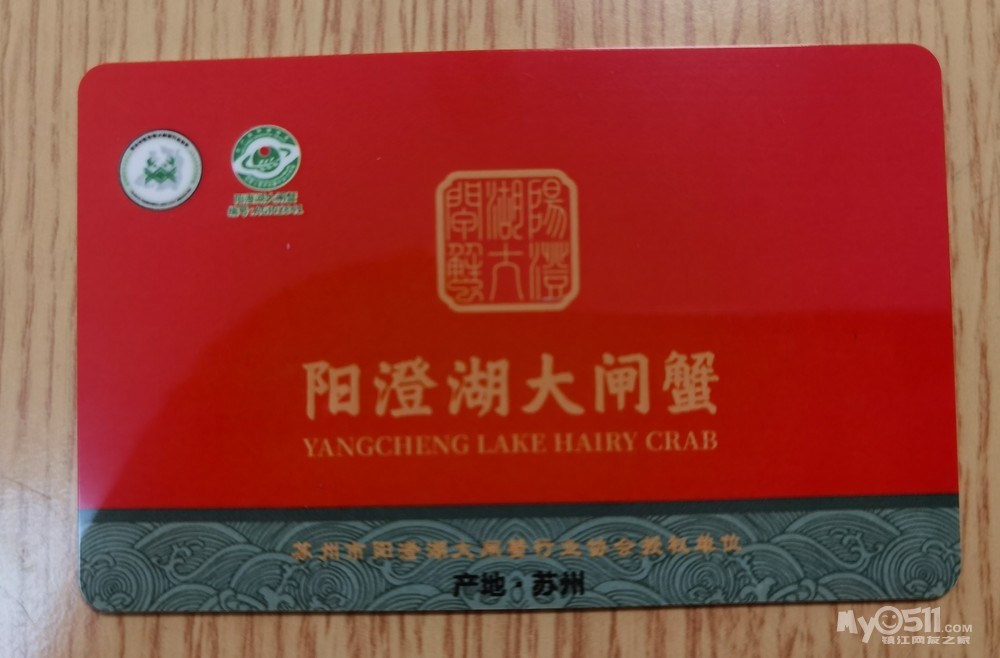 阳澄湖大闸蟹
陽澄湖大閘蟹
阳澄湖大闸蟹
YANGCHENG LAKE HAIRY CRAB
苏州市阳澄湖大闸蟹行业协会授权单位
产地·苏州
My0511.COM
镇江网友之家